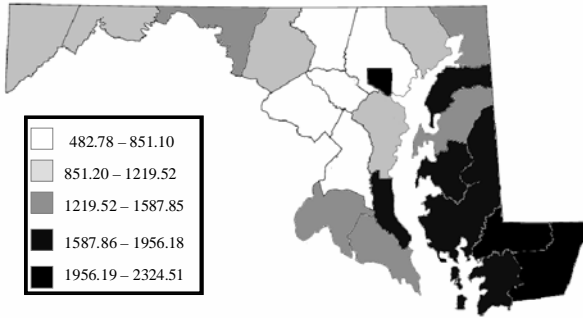 482.78 – 851.10
851.20 – 1219.52
1219.52 – 1587.85
1587.86 – 1956.18
1956.19 – 2324.51